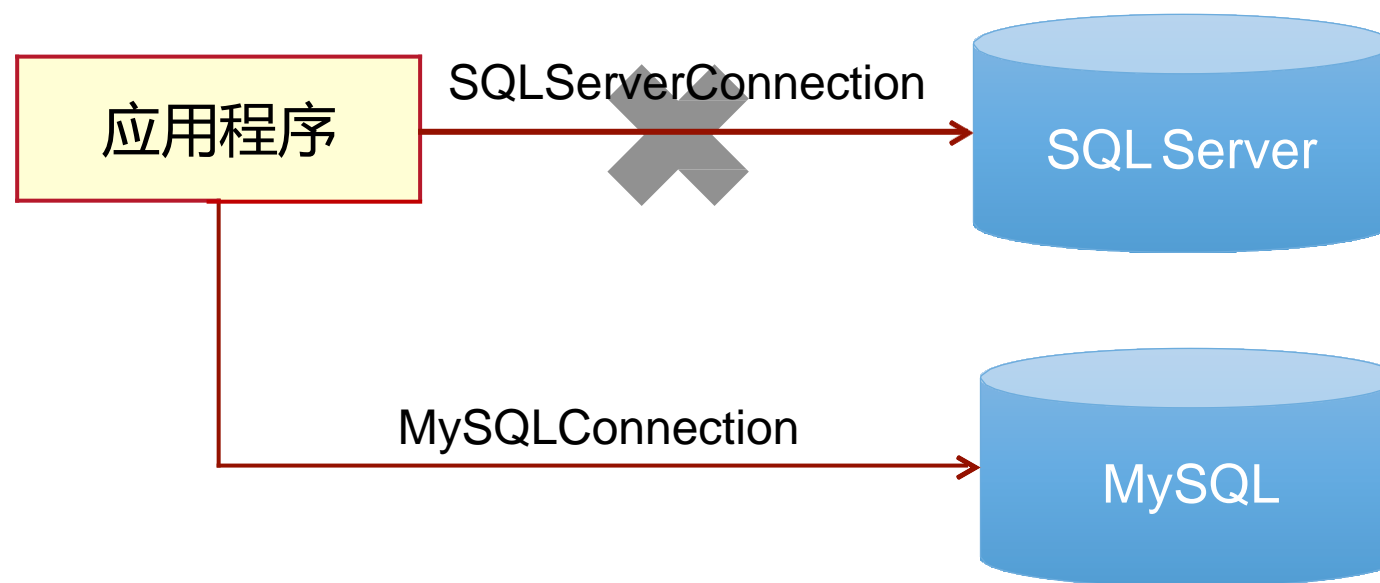 SQLServerConnection
应用程序
SQL Server
MySQLConnection
MySQL